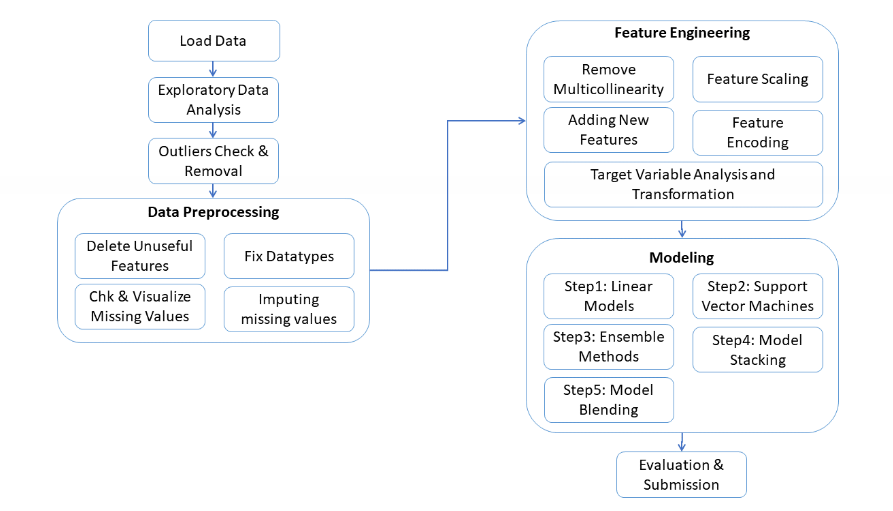 Load Data
Exploratory Data
Analysis
Outliers Check &
Removal
Data Preprocessing
Delete Unuseful
Features
Fix Datatypes
Chk & Visualize
Missing Values
Imputing
missing values
Feature Engineering
Remove
Multicollinearity
Feature Scaling
Adding New
Features
Feature
Encoding
Target Variable Analysis and
Transformation
Modeling
Step1: Linear
Models
Step2: Support
Vector Machines
Step3: Ensemble
Methods
Step4: Model
Stacking
Step5: Model
Blending
Evaluation &
Submission